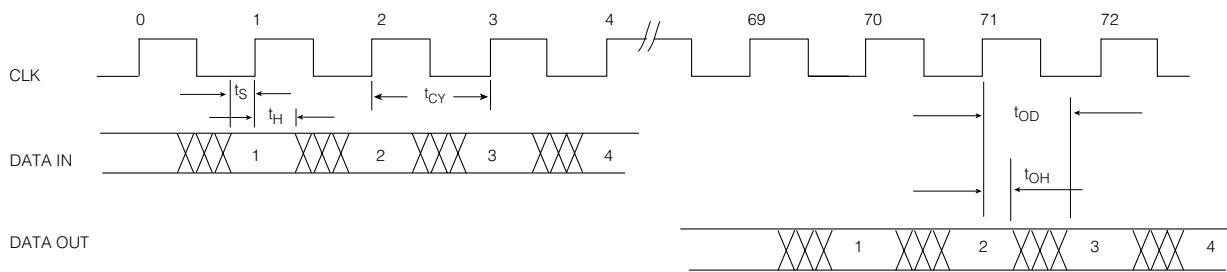 0 1 2 3 4 69 70 71 72
CLK
tS tCY tOD
tH
DATA IN 1 2 3 4
tOH
DATA OUT 1 2 3 4